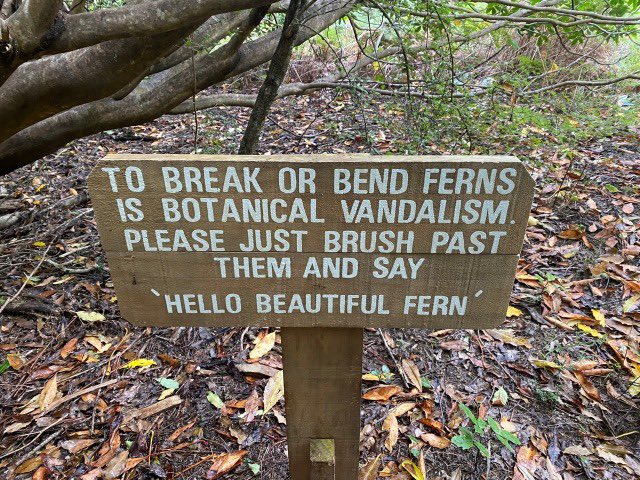 TO BREAK OR BEND FERNS
IS BOTANICAL VANDALISM.
PLEASE JUST BRUSH PAST
THEM AND SAY
'HELLO BEAUTIFUL FERN'